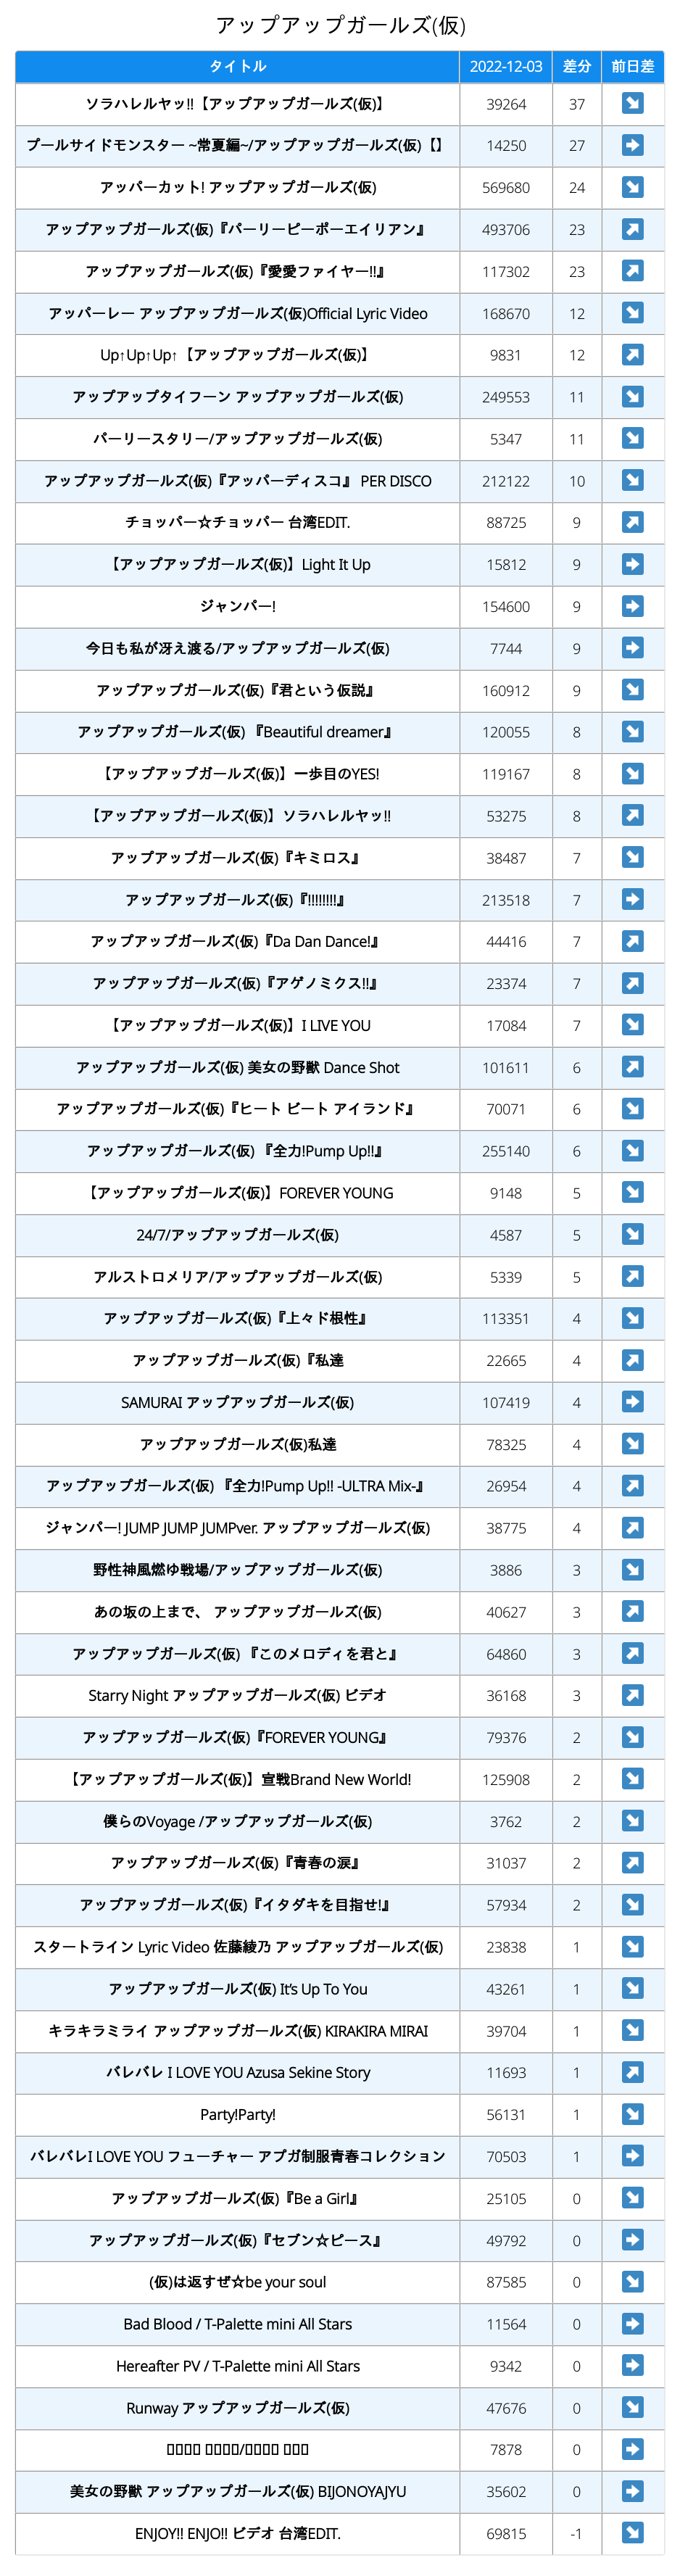 アップアップガールズ(仮)
タイトル 2022-12-03 差分 前日差
ソラハレルヤッ!!【アップアップガールズ(仮)】 39264 37 ↘
プールサイドモンスター ~常夏編~/アップアップガールズ(仮)【】 14250 27 ➡
アッパーカット! アップアップガールズ(仮) 569680 24 ↘
アップアップガールズ(仮)『パーリーピーポーエイリアン』 493706 23 ↗
アップアップガールズ(仮)『愛愛ファイヤー!!』 117302 23 ↗
アッパーレー アップアップガールズ(仮)Official Lyric Video 168670 12 ↘
Up↑Up↑Up↑【アップアップガールズ(仮)】 9831 12 ↗
アップアップタイフーン アップアップガールズ(仮) 249553 11 ↘
パーリースタリー/アップアップガールズ(仮) 5347 11 ↘
アップアップガールズ(仮)『アッパーディスコ』 PER DISCO 212122 10 ↘
チョッパー☆チョッパー 台湾EDIT. 88725 9 ↗
【アップアップガールズ(仮)】Light It Up 15812 9 ➡
ジャンパー! 154600 9 ➡
今日も私が冴え渡る/アップアップガールズ(仮) 7744 9 ➡
アップアップガールズ(仮)『君という仮説』 160912 9 ↘
アップアップガールズ(仮) 『Beautiful dreamer』 120055 8 ↘
【アップアップガールズ(仮)】一歩目のYES! 119167 8 ↘
【アップアップガールズ(仮)】ソラハレルヤッ!! 53275 8 ↗
アップアップガールズ(仮)『キミロス』 38487 7 ↘
アップアップガールズ(仮)『!!!!!!!!』 213518 7 ➡
アップアップガールズ(仮)『Da Dan Dance!』 44416 7 ↗
アップアップガールズ(仮)『アゲノミクス!!』 23374 7 ↗
【アップアップガールズ(仮)】I LIVE YOU 17084 7 ↘
アップアップガールズ(仮) 美女の野獣 Dance Shot 101611 6 ↗
アップアップガールズ(仮)『ヒート ビート アイランド』 70071 6 ↘
アップアップガールズ(仮) 『全力!Pump Up!!』 255140 6 ↘
【アップアップガールズ(仮)】FOREVER YOUNG 9148 5 ↘
24/7/アップアップガールズ(仮) 4587 5 ↘
アルストロメリア/アップアップガールズ(仮) 5339 5 ↗
アップアップガールズ(仮)『上々ド根性』 113351 4 ↘
アップアップガールズ(仮)『私達 22665 4 ↗
SAMURAI アップアップガールズ(仮) 107419 4 ➡
アップアップガールズ(仮)私達 78325 4 ↘
アップアップガールズ(仮) 『全力!Pump Up!! -ULTRA Mix-』 26954 4 ↗
ジャンパー! JUMP JUMP JUMPver. アップアップガールズ(仮) 38775 4 ↗
野性神風燃ゆ戦場/アップアップガールズ(仮) 3886 3 ↘
あの坂の上まで、 アップアップガールズ(仮) 40627 3 ↗
アップアップガールズ(仮) 『このメロディを君と』 64860 3 ↗
Starry Night アップアップガールズ(仮) ビデオ 36168 3 ↗
アップアップガールズ(仮)『FOREVER YOUNG』 79376 2 ↘
【アップアップガールズ(仮)】宣戦Brand New World! 125908 2 ↘
僕らのVoyage /アップアップガールズ(仮) 3762 2 ↘
アップアップガールズ(仮)『青春の涙』 31037 2 ↗
アップアップガールズ(仮)『イタダキを目指せ!』 57934 2 ↘
スタートライン Lyric Video 佐藤綾乃 アップアップガールズ(仮) 23838 1 ↘
アップアップガールズ(仮) It's Up To You 43261 1 ↘
キラキラミライ アップアップガールズ(仮) KIRAKIRA MIRAI 39704 1 ↘
バレバレ I LOVE YOU Azusa Sekine Story 11693 1 ↗
Party!Party! 56131 1 ↘
バレバレI LOVE YOU フューチャー アプガ制服青春コレクション 70503 1 ➡
アップアップガールズ(仮)『Be a Girl』 25105 0 ↘
アップアップガールズ(仮)『セブン☆ピース』 49792 0 ➡
(仮)は返すぜ☆be your soul 87585 0 ↘
Bad Blood / T-Palette mini All Stars 11564 0 ➡
Hereafter PV / T-Palette mini All Stars 9342 0 ➡
Runway アップアップガールズ(仮) 47676 0 ↘
7878 0 ➡
美女の野獣 アップアップガールズ(仮) BIJONOYAJYU 35602 0 ➡
ENJOY!! ENJO!! ビデオ 台湾EDIT. 69815 -1 ↘